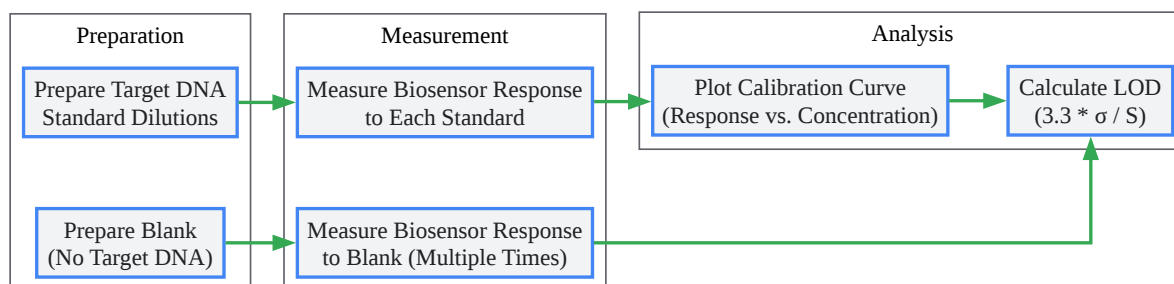 Preparation
Prepare Target DNA
Standard Dilutions
Prepare Blank
(No Target DNA)
Measurement
Measure Biosensor Response
to Each Standard
Measure Biosensor Response
to Blank (Multiple Times)
Analysis
Plot Calibration Curve
(Response vs. Concentration)
Calculate LOD
(3.3 * σ / S)